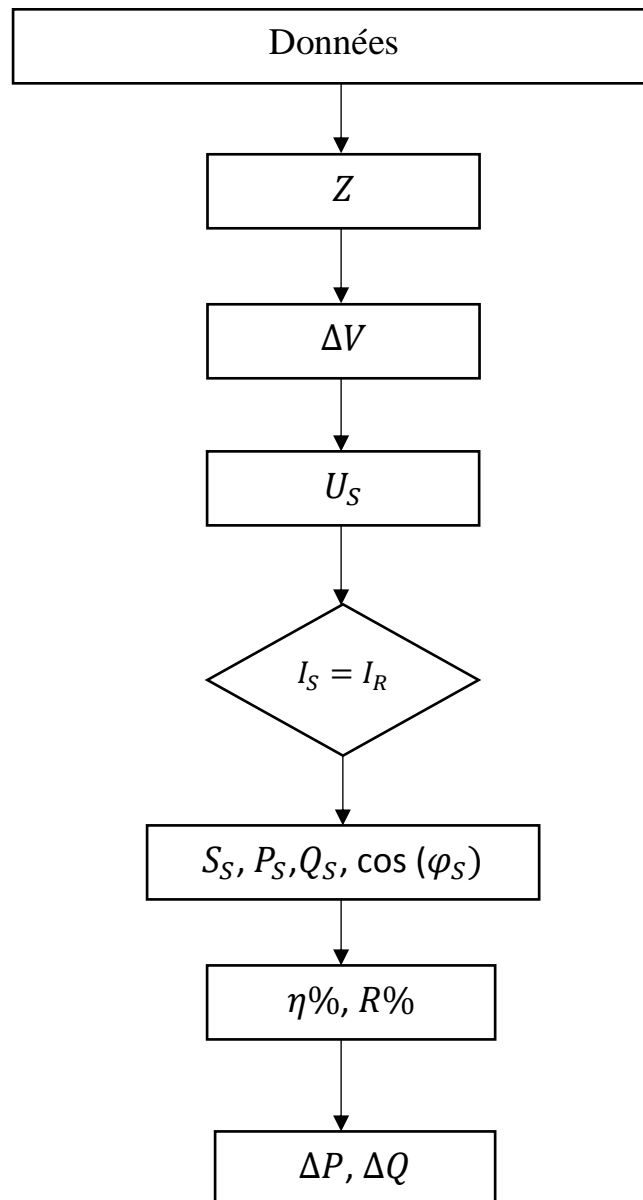 Données
Z
ΔV
U_S
I_S = I_R
S_S, P_S,Q_S, cos (φ_S)
η%, R%
ΔP, ΔQ